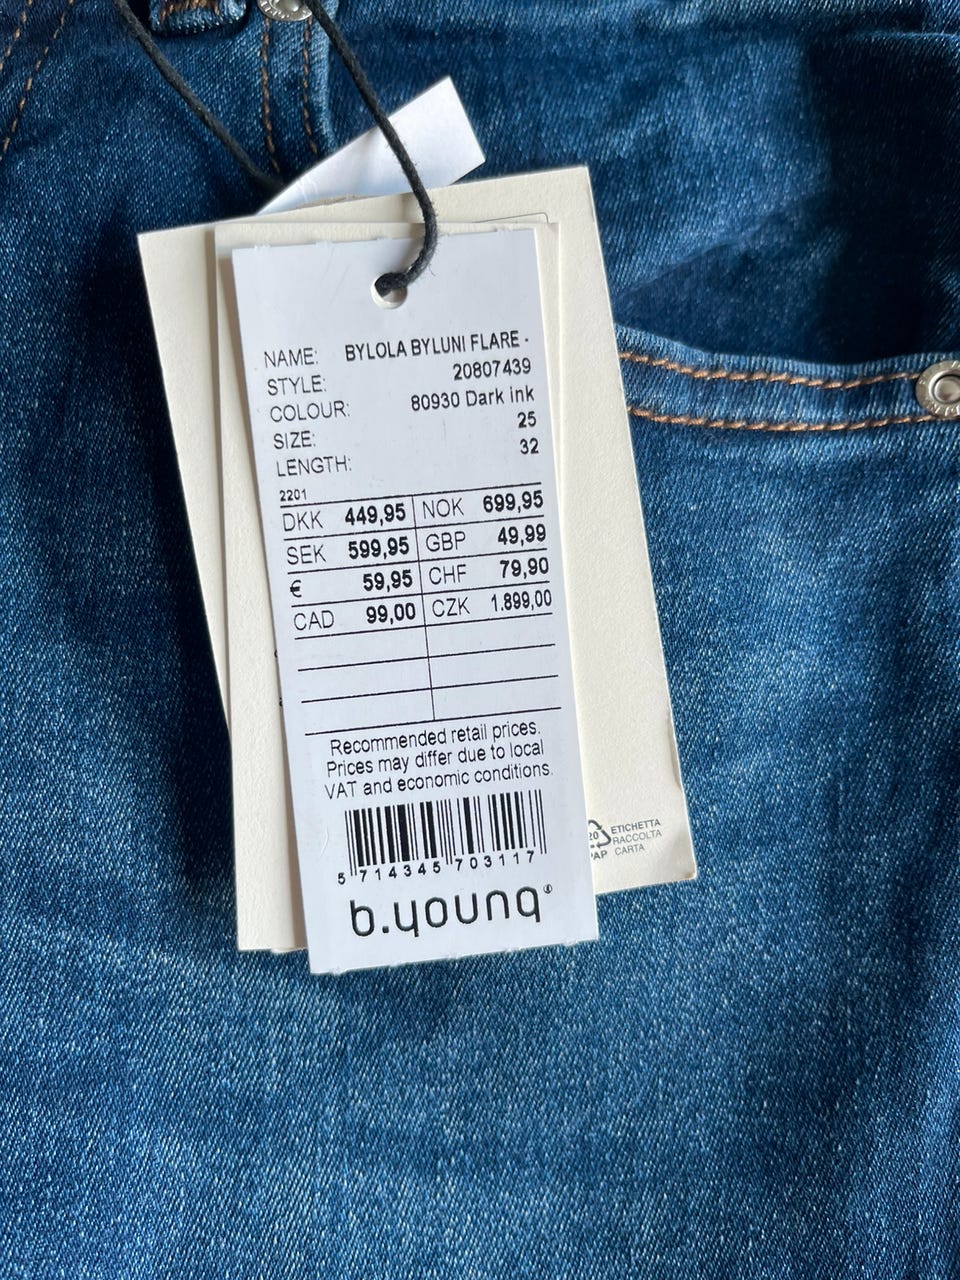 NAME: BYLOLA BYLUNI FLARE -
STYLE: 20807439
COLOUR: 80930 Dark ink
SIZE: 25
LENGTH: 32
2201
DKK 449,95 NOK 699,95
SEK 599,95 GBP 49,99
€ 59,95 CHF 79,90
CAD 99,00 CZK 1.899,00
Recommended retail prices.
Prices may differ due to local
VAT and economic conditions.
5 714345 703117
b.young®
20 ETICHETTA
RACCOLTA
PAP CARTA